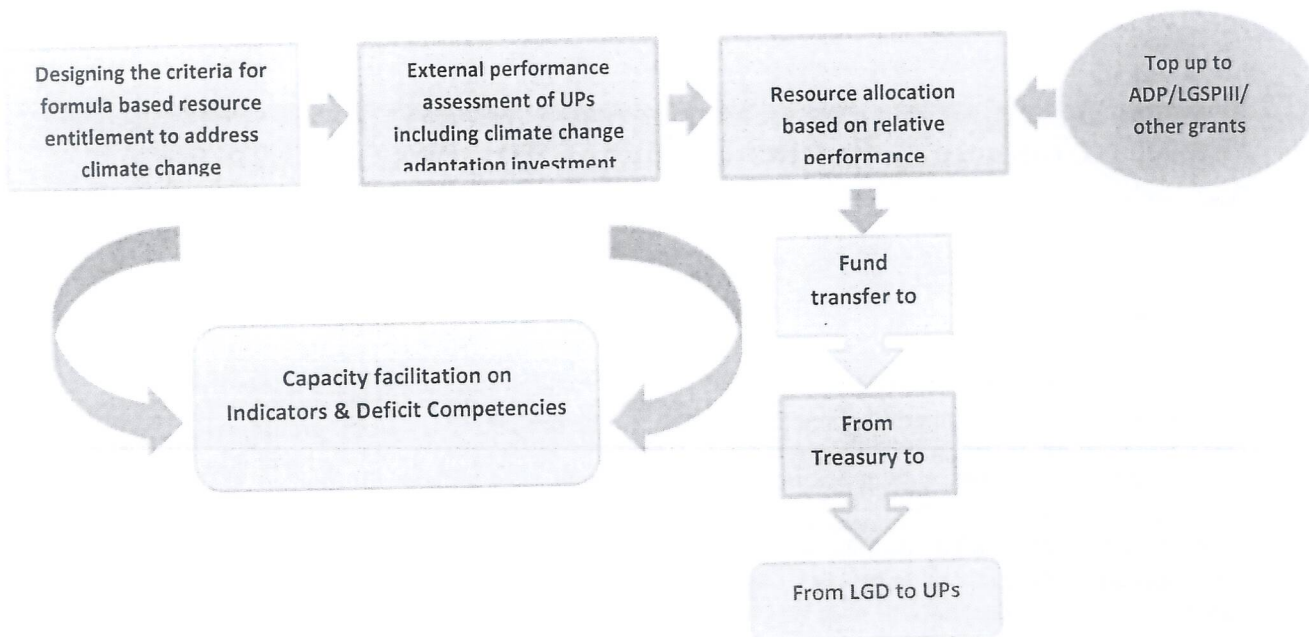 Designing the criteria for
formula based resource
entitlement to address
climate change
External performance
assessment of UPs
including climate change
adaptation investment
Resource allocation
based on relative
performance
Top up to
ADP/LGSPIII/
other grants
Fund
transfer to
Capacity facilitation on
Indicators & Deficit Competencies
From
Treasury to
From LGD to UPs